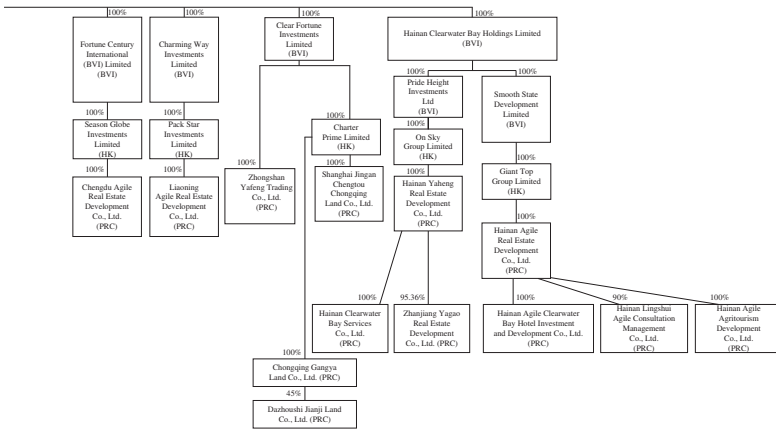 100%
100%
100%
100%
Fortune Century
International
(BVI) Limited
(BVI)
Charming Way
Investments
Limited
(BVI)
Clear Fortune
Investments
Limited
(BVI)
Hainan Clearwater Bay Holdings Limited
(BVI)
100%
100%
Pride Height
Investments
Ltd
(BVI)
Smooth State
Development
Limited
(BVI)
100%
100%
100%
100%
Season Globe
Investments
Limited
(HK)
Pack Star
Investments
Limited
(HK)
Charter
Prime Limited
(HK)
On Sky
Group Limited
(HK)
100%
100%
100%
100%
100%
100%
Chengdu Agile
Real Estate
Development
Co., Ltd.
(PRC)
Liaoning
Agile Real Estate
Development
Co., Ltd.
(PRC)
Zhongshan
Yafeng Trading
Co., Ltd.
(PRC)
Shanghai Jingan
Chengtou
Chongqing
Land Co., Ltd.
(PRC)
Hainan Yaheng
Real Estate
Development
Co., Ltd.
(PRC)
Giant Top
Group Limited
(HK)
100%
Hainan Agile
Real Estate
Development
Co., Ltd.
(PRC)
100%
95.36%
100%
90%
100%
Hainan Clearwater
Bay Services
Co., Ltd.
(PRC)
Zhanjiang Yagao
Real Estate
Development
Co., Ltd. (PRC)
Hainan Agile Clearwater
Bay Hotel Investment
and Development Co., Ltd.
(PRC)
Hainan Lingshui
Agile Consultation
Management
Co., Ltd.
(PRC)
Hainan Agile
Agritourism
Development
Co., Ltd.
(PRC)
100%
Chongqing Gangya
Land Co., Ltd. (PRC)
45%
Dazhoushi Jianji Land
Co., Ltd. (PRC)